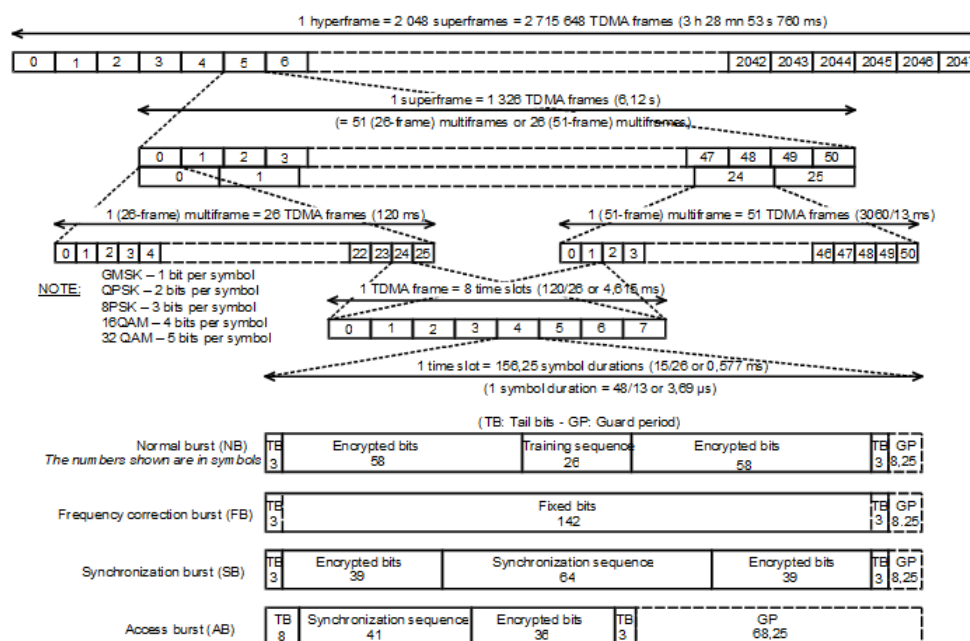 1 hyperframe = 2 048 superframes = 2 715 648 TDMA frames (3 h 28 mn 53 s 760 ms)
0 1 2 3 4 5 6 2042 2043 2044 2045 2046 2047
1 superframe = 1 326 TDMA frames (6,12 s)
(= 51 (26-frame) multiframes or 26 (51-frame) multiframes)
0 1 2 3 47 48 49 50
0 1 24 25
1 (26-frame) multiframe = 26 TDMA frames (120 ms) 1 (51-frame) multiframe = 51 TDMA frames (3060/13 ms)
0 1 2 3 4 22 23 24 25 0 1 2 3 46 47 48 49 50
GMSK – 1 bit per symbol
NOTE: QPSK – 2 bits per symbol
8PSK – 3 bits per symbol
16QAM – 4 bits per symbol
32 QAM – 5 bits per symbol
1 TDMA frame = 8 time slots (120/26 or 4,615 ms)
0 1 2 3 4 5 6 7
1 time slot = 156,25 symbol durations (15/26 or 0,577 ms)
(1 symbol duration = 48/13 or 3,69 µs)
(TB: Tail bits - GP: Guard period)
Normal burst (NB) TB Encrypted bits Training sequence Encrypted bits TB GP
The numbers shown are in symbols 3 58 26 58 3 8,25
Frequency correction burst (FB) TB Fixed bits TB GP
3 142 3 8.25
Synchronization burst (SB) TB Encrypted bits Synchronization sequence Encrypted bits TB GP
3 39 64 39 3 8,25
Access burst (AB) TB Synchronization sequence Encrypted bits TB GP
8 41 36 3 68,25